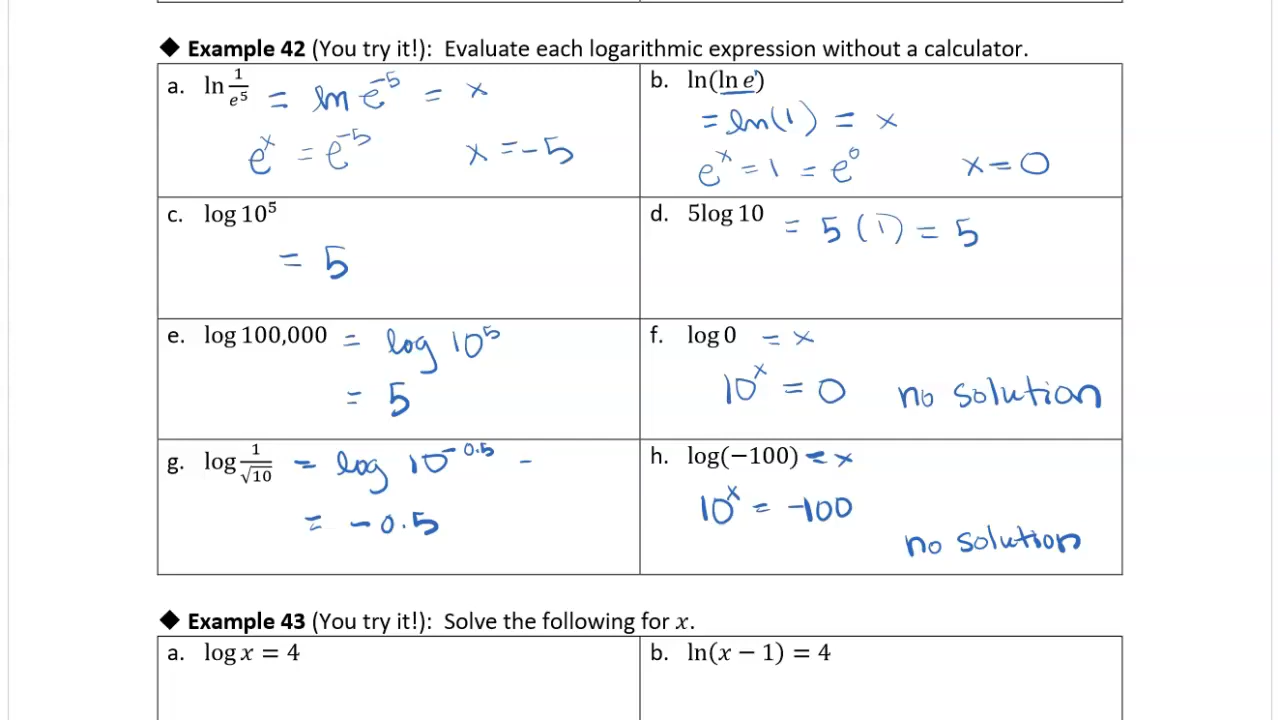 ◆ Example 42 (You try it!): Evaluate each logarithmic expression without a calculator.
a. ln 1/e⁵ = ln e⁻⁵ = x
eˣ = e⁻⁵ x = -5
b. ln(ln e¹)
= ln(1) = x
eˣ = 1 = e⁰ x = 0
c. log 10⁵
= 5
d. 5log 10 = 5(1) = 5
e. log 100,000 = log 10⁵
= 5
f. log 0 = x
10ˣ = 0 no solution
g. log 1/√10 = log 10⁻⁰·⁵ =
= -0.5
h. log(−100) = x
10ˣ = -100
no solution
◆ Example 43 (You try it!): Solve the following for x.
a. log x = 4
b. ln(x − 1) = 4